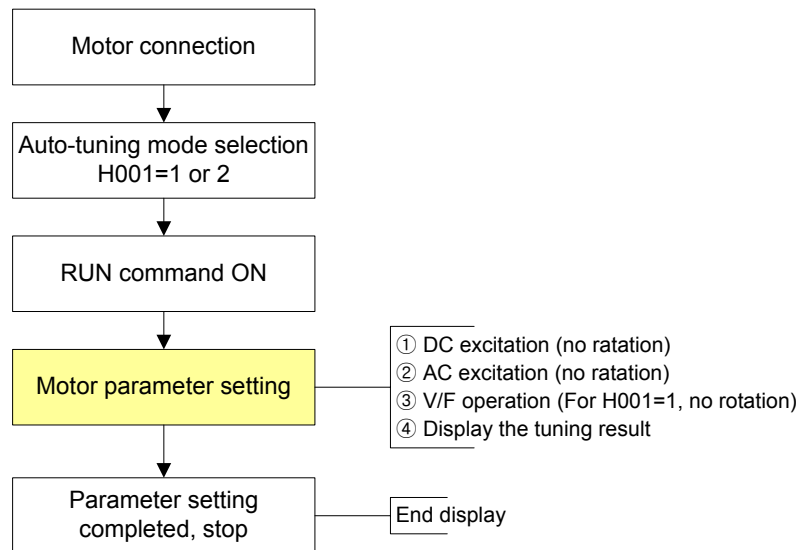 Motor connection
Auto-tuning mode selection
H001=1 or 2
RUN command ON
Motor parameter setting
① DC excitation (no ratation)
② AC excitation (no ratation)
③ V/F operation (For H001=1, no rotation)
④ Display the tuning result
Parameter setting
completed, stop
End display